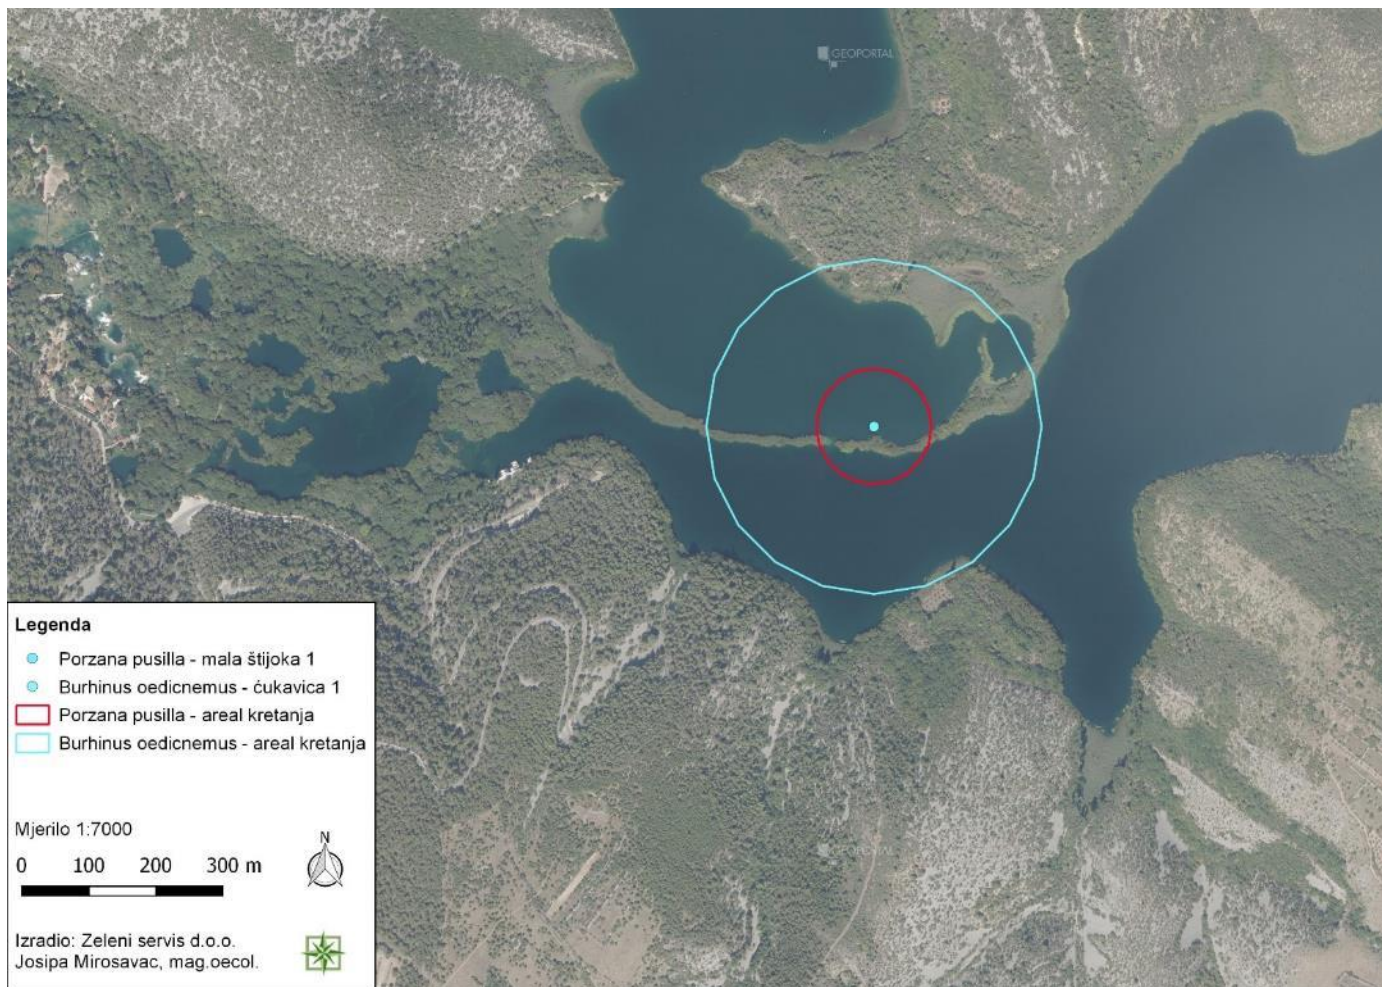 GEOPORTAL
Legenda
Porzana pusilla - mala štijoka 1
Burhinus oedicnemus - ćukavica 1
Porzana pusilla - areal kretanja
Burhinus oedicnemus - areal kretanja
Mjerilo 1:7000
N
0 100 200 300 m
Izradio: Zeleni servis d.o.o.
Josipa Mirosavac, mag.oecol.
GEOPORTAL